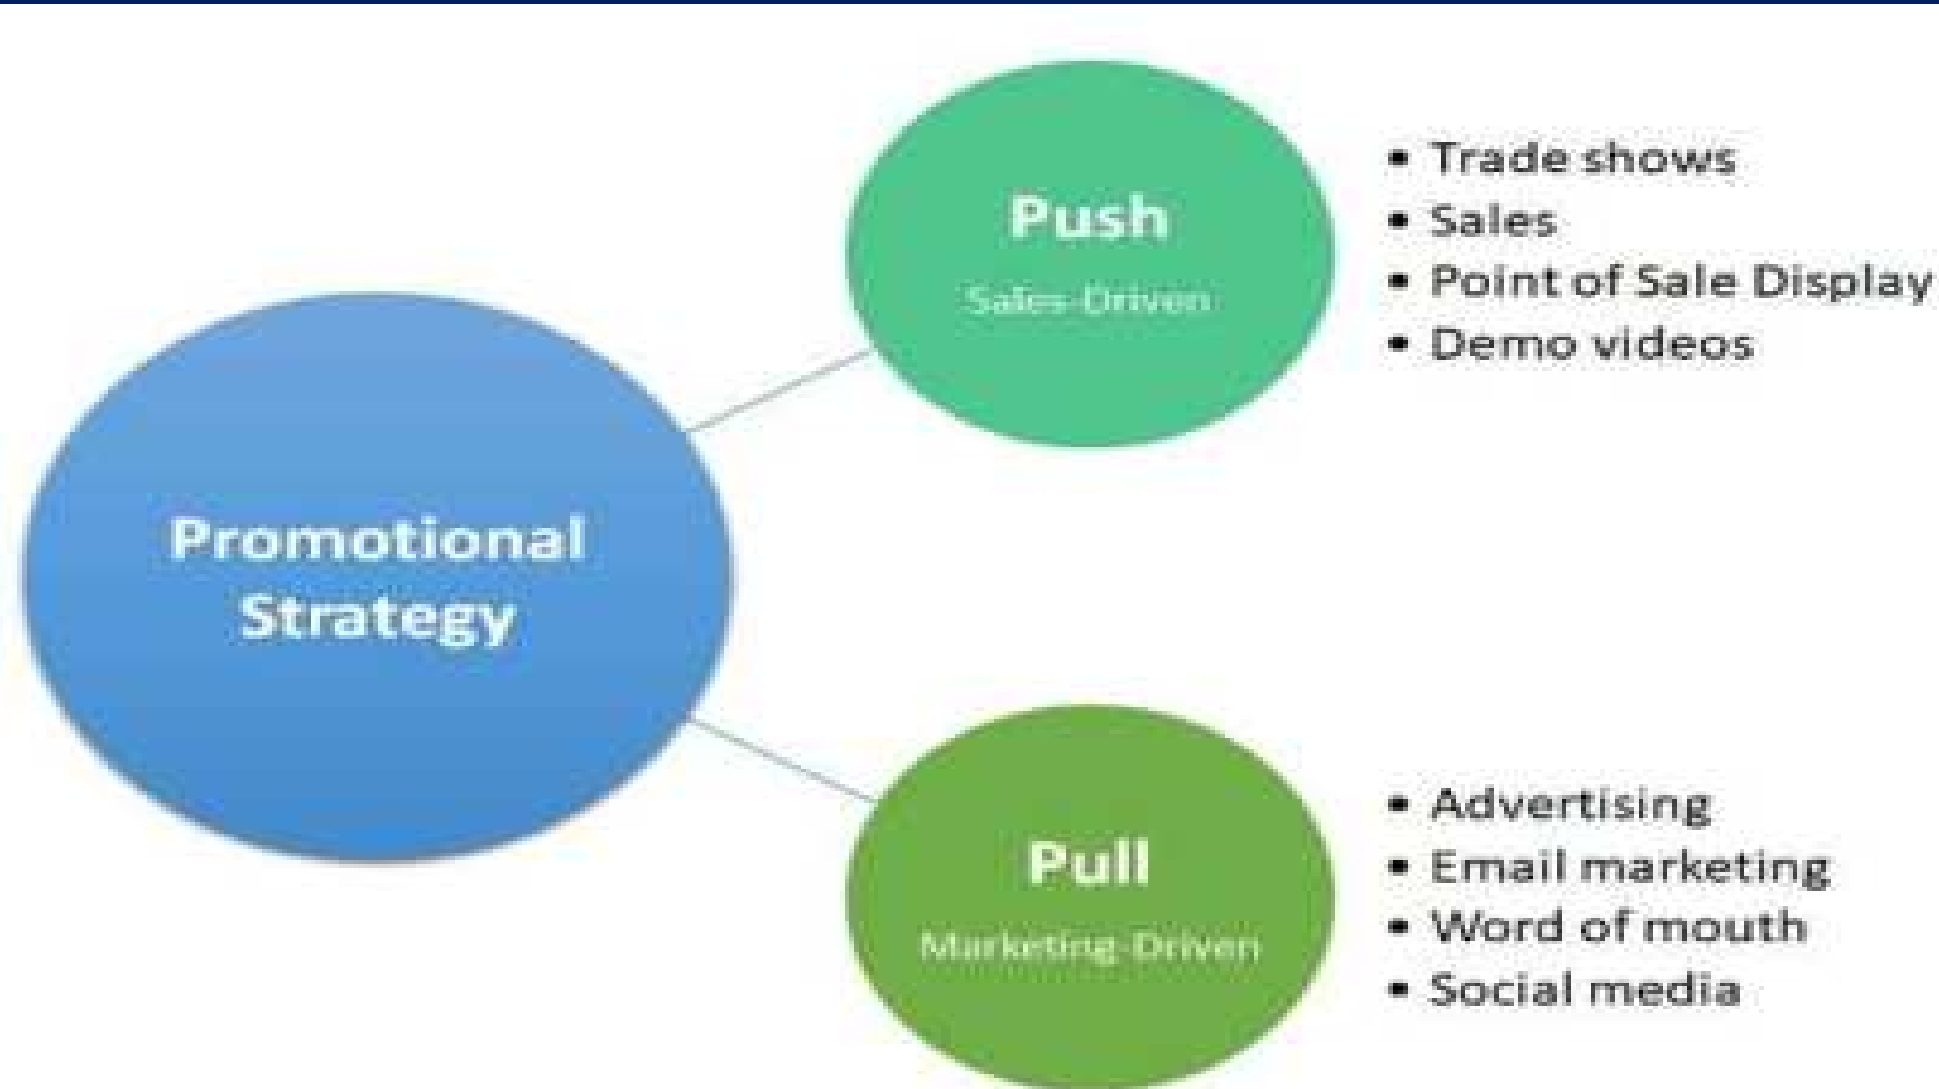 Promotional
Strategy
Push
Sales-Driven
• Trade shows
• Sales
• Point of Sale Display
• Demo videos
Pull
Marketing-Driven
• Advertising
• Email marketing
• Word of mouth
• Social media